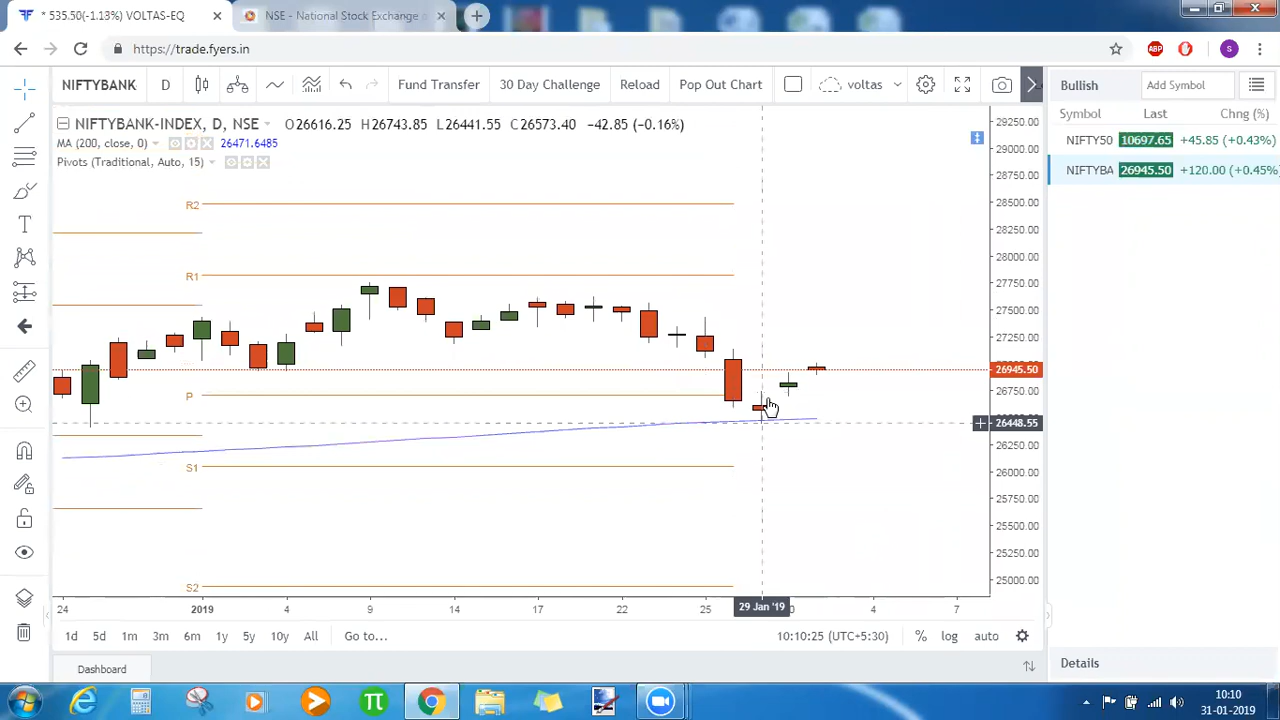 * 535.50(-1.13%) VOLTAS-EQ
NSE - National Stock Exchange
https://trade.fyers.in
ABP
S
NIFTYBANK
D
Fund Transfer
30 Day Challenge
Reload
Pop Out Chart
voltas
Bullish
Add Symbol
NIFTYBANK-INDEX, D, NSE
O26616.25 H26743.85 L26441.55 C26573.40 -42.85 (-0.16%)
MA (200, close, 0)
26471.6485
Pivots (Traditional, Auto, 15)
Symbol Last Chng (%)
NIFTY50 10697.65 +45.85 (+0.43%)
NIFTYBA 26945.50 +120.00 (+0.45%)
R2
R1
P
S1
S2
29250.00
29000.00
28750.00
28500.00
28250.00
28000.00
27750.00
27500.00
27250.00
26945.50
26750.00
26448.55
26250.00
26000.00
25750.00
25500.00
25250.00
25000.00
24 2019 4 9 14 17 22 25 29 Jan '19 4 7
1d 5d 1m 3m 6m 1y 5y 10y All Go to...
10:10:25 (UTC+5:30) % log auto
Dashboard
Details
10:10
31-01-2019